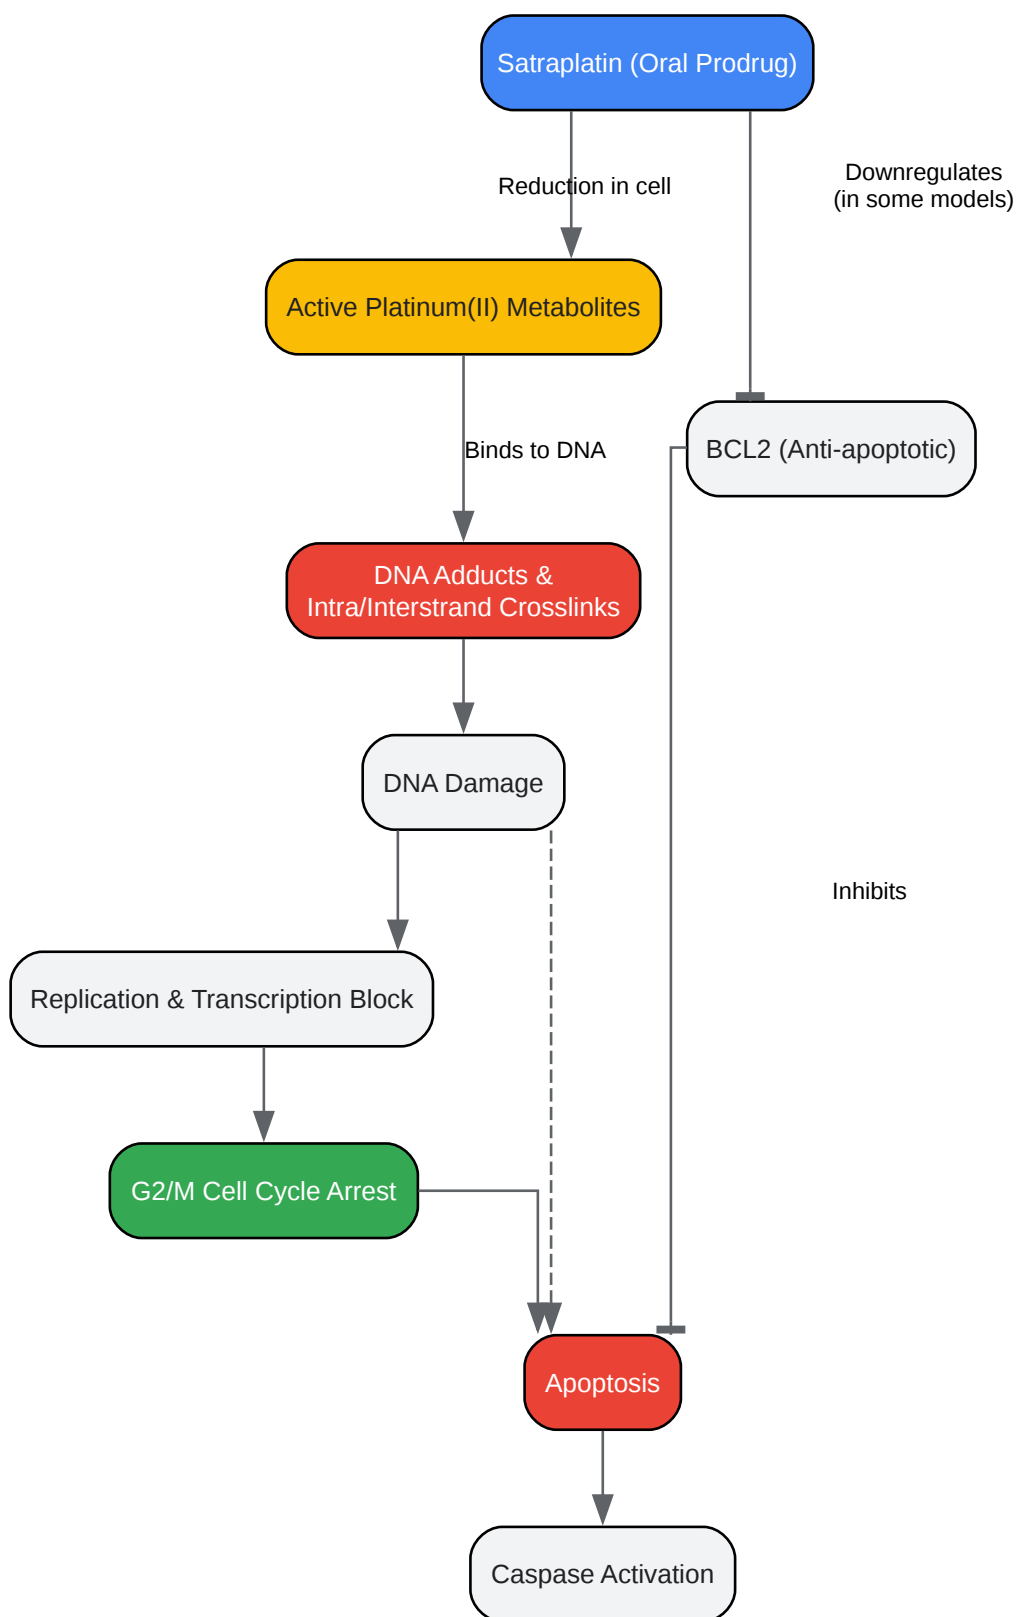 Satraplatin (Oral Prodrug)
Reduction in cell
Downregulates
(in some models)
Active Platinum(II) Metabolites
Binds to DNA
BCL2 (Anti-apoptotic)
DNA Adducts &
Intra/Interstrand Crosslinks
DNA Damage
Inhibits
Replication & Transcription Block
G2/M Cell Cycle Arrest
Apoptosis
Caspase Activation